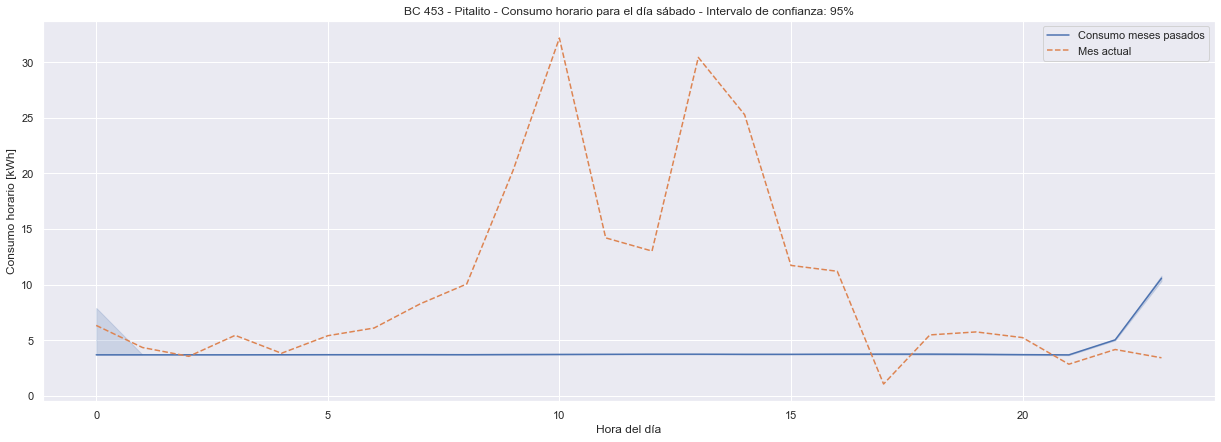 BC 453 - Pitalito - Consumo horario para el día sábado - Intervalo de confianza: 95%
Consumo meses pasados
Mes actual
Consumo horario [kWh]
30
25
20
15
10
5
0
0
5
10
15
20
Hora del día